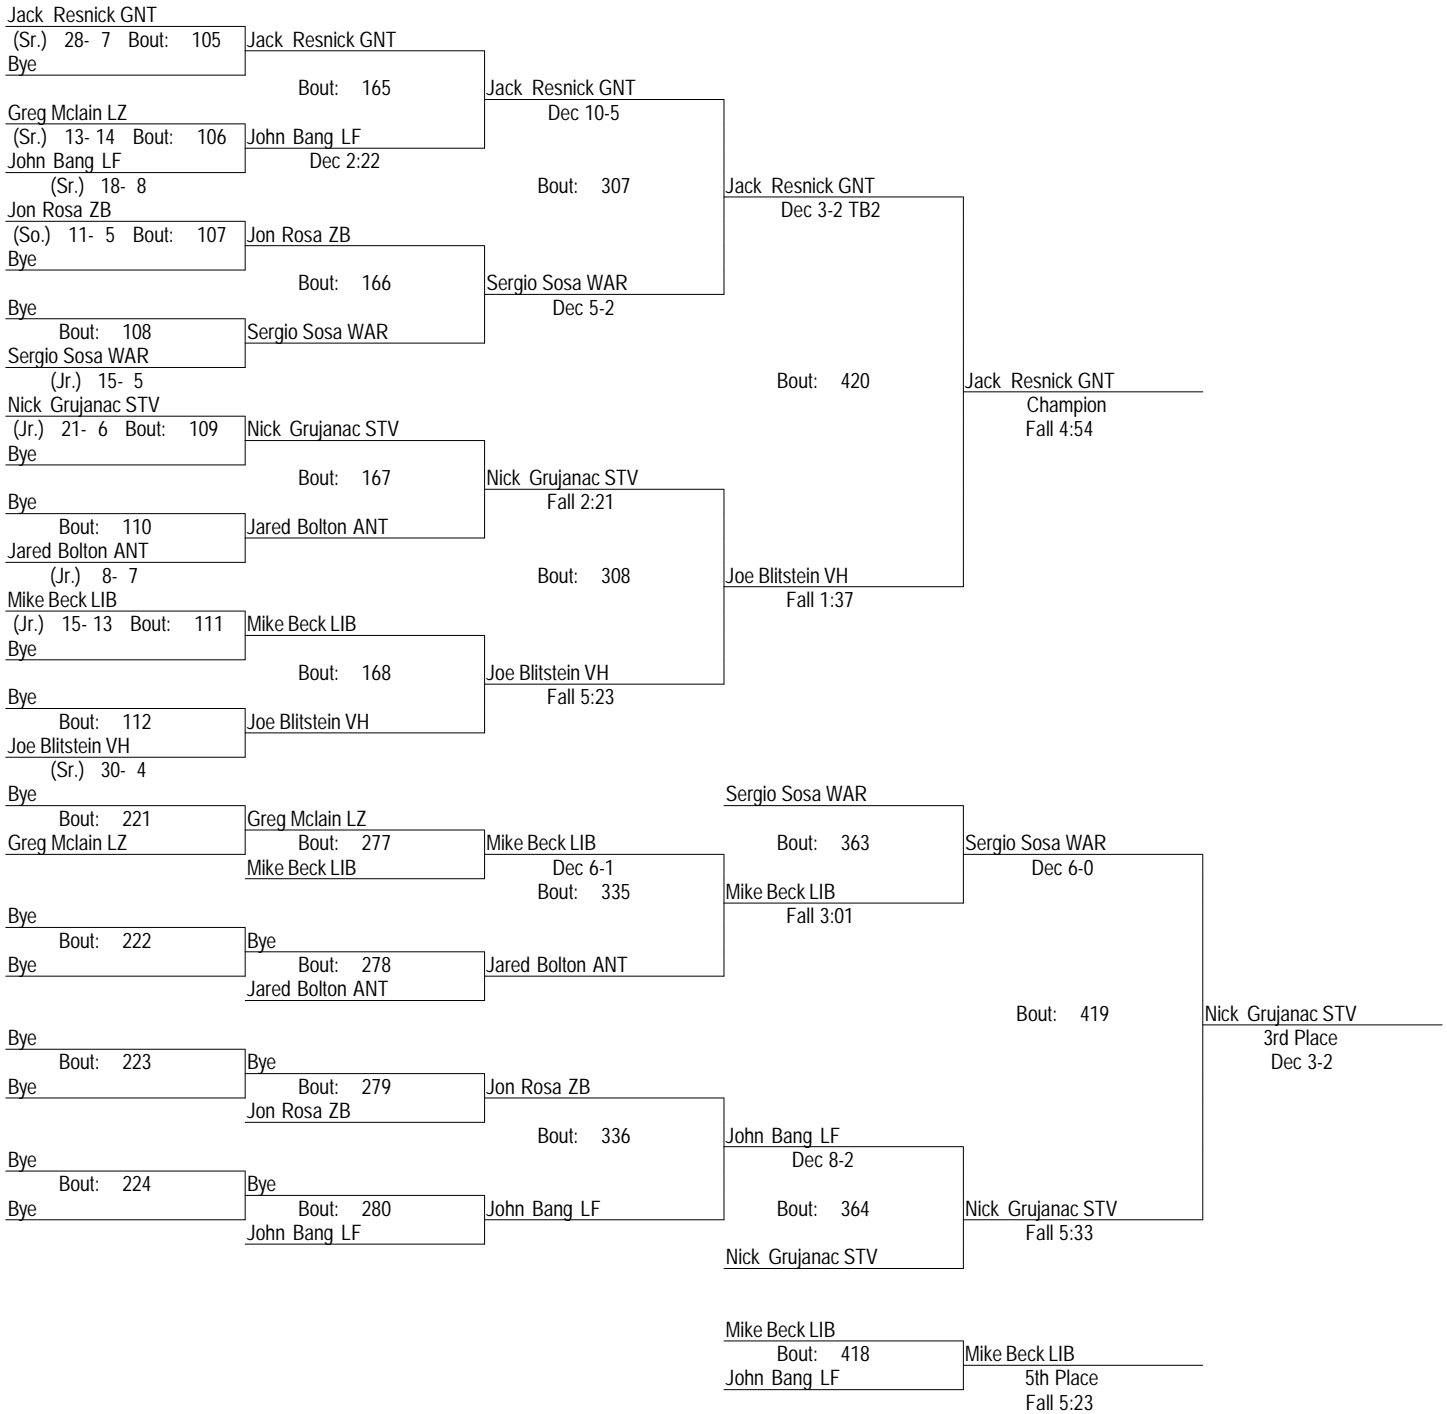 Jack Resnick GNT
(Sr.) 28- 7 Bout: 105 Jack Resnick GNT
Bye
Bout: 165 Jack Resnick GNT
Greg Mclain LZ Dec 10-5
(Sr.) 13- 14 Bout: 106 John Bang LF
John Bang LF Dec 2:22
(Sr.) 18- 8 Bout: 307 Jack Resnick GNT
Jon Rosa ZB Dec 3-2 TB2
(So.) 11- 5 Bout: 107 Jon Rosa ZB
Bye
Bout: 166 Sergio Sosa WAR
Bye Dec 5-2
Bout: 108 Sergio Sosa WAR
Sergio Sosa WAR
(Jr.) 15- 5 Bout: 420 Jack Resnick GNT
Nick Grujanac STV Champion
(Jr.) 21- 6 Bout: 109 Nick Grujanac STV Fall 4:54
Bye
Bout: 167 Nick Grujanac STV
Bye Fall 2:21
Bout: 110 Jared Bolton ANT
Jared Bolton ANT
(Jr.) 8- 7 Bout: 308 Joe Blitstein VH
Mike Beck LIB Fall 1:37
(Jr.) 15- 13 Bout: 111 Mike Beck LIB
Bye
Bout: 168 Joe Blitstein VH
Bye Fall 5:23
Bout: 112 Joe Blitstein VH
Joe Blitstein VH
(Sr.) 30- 4
Bye Sergio Sosa WAR
Bout: 221 Greg Mclain LZ
Greg Mclain LZ Bout: 277 Mike Beck LIB Bout: 363 Sergio Sosa WAR
Mike Beck LIB Dec 6-1 Dec 6-0
Bout: 335 Mike Beck LIB
Bye Fall 3:01
Bout: 222 Bye
Bye Bout: 278 Jared Bolton ANT
Jared Bolton ANT
Bout: 419 Nick Grujanac STV
Bye 3rd Place
Bout: 223 Bye Dec 3-2
Bye Bout: 279 Jon Rosa ZB
Jon Rosa ZB
Bout: 336 John Bang LF
Bye Dec 8-2
Bout: 224 Bye
Bye Bout: 280 John Bang LF Bout: 364 Nick Grujanac STV
John Bang LF Fall 5:33
Nick Grujanac STV
Mike Beck LIB
Bout: 418 Mike Beck LIB
John Bang LF 5th Place
Fall 5:23